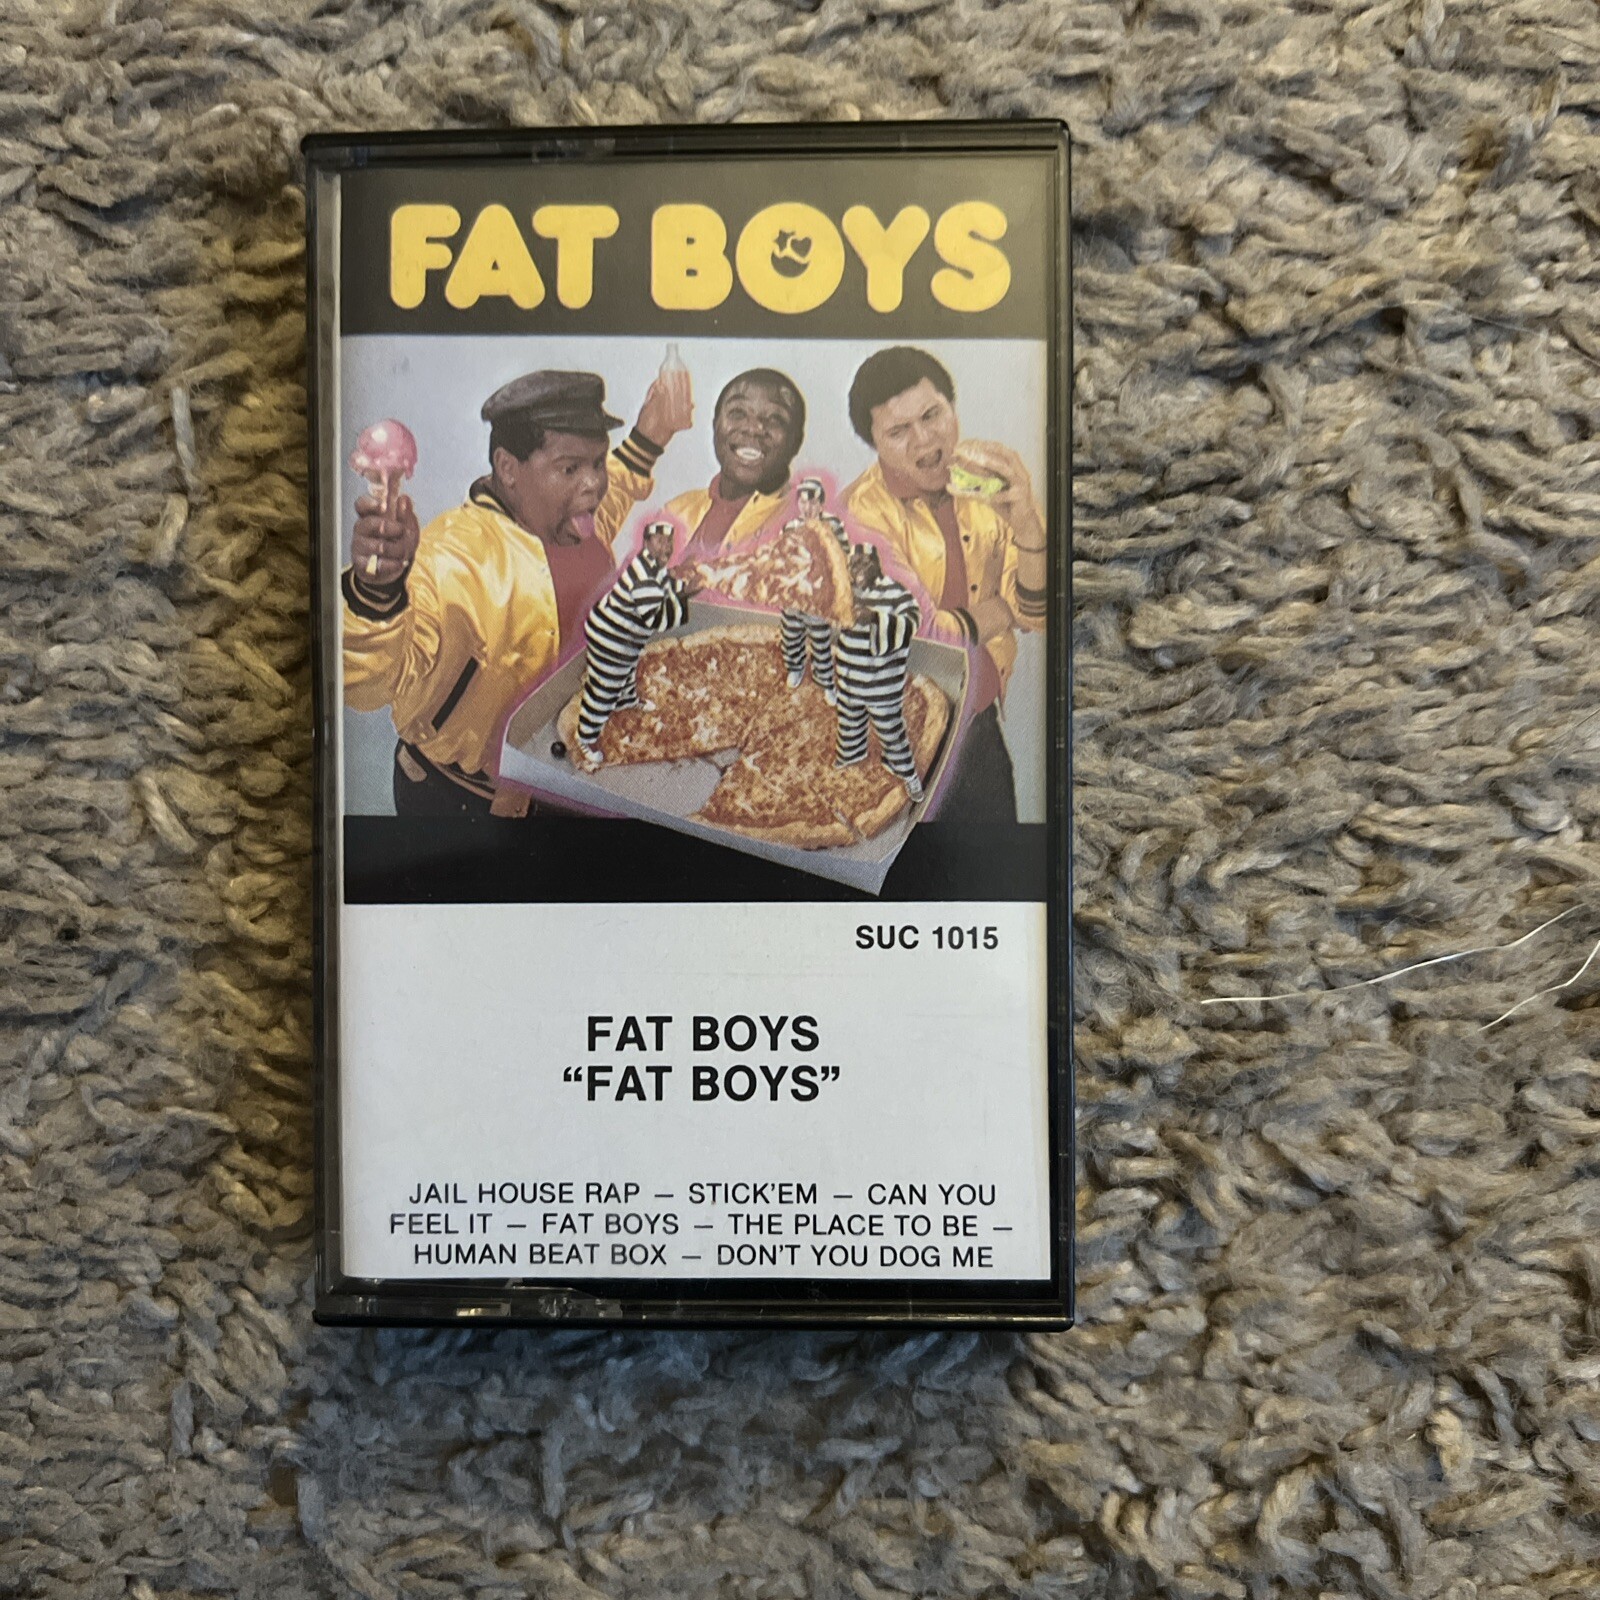 FAT BOYS
SUC 1015
FAT BOYS
“FAT BOYS”
JAIL HOUSE RAP – STICK’EM – CAN YOU
FEEL IT – FAT BOYS – THE PLACE TO BE –
HUMAN BEAT BOX – DON’T YOU DOG ME